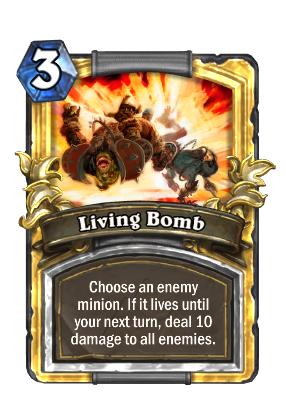 3
Living Bomb
Choose an enemy
minion. If it lives until
your next turn, deal 10
damage to all enemies.